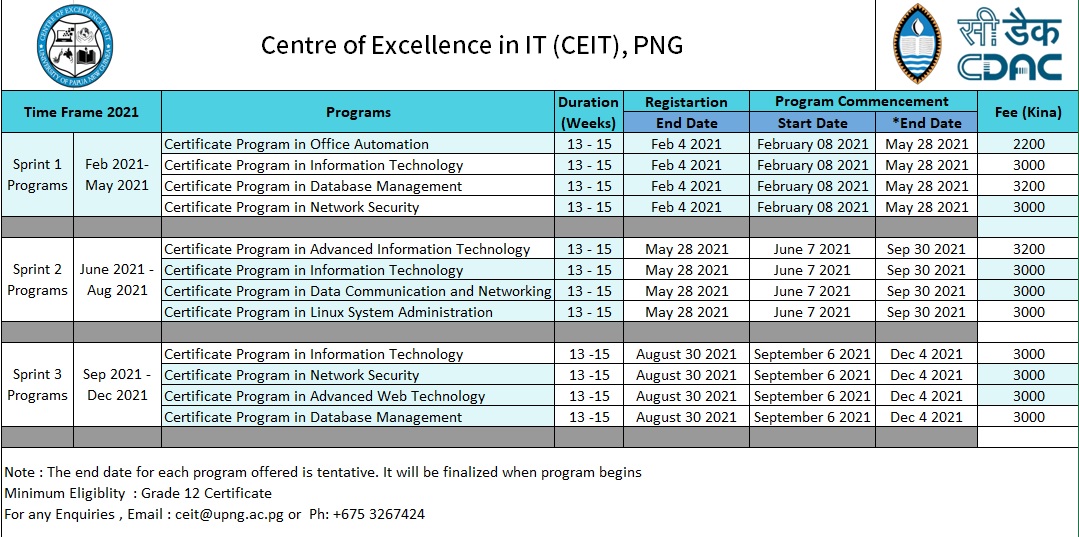 CENTRE OF EXCELLENCE IN IT
UNIVERSITY OF PAPUA NEW GUINEA
Centre of Excellence in IT (CEIT), PNG
सी डैक
CDAC
Time Frame 2021 Programs Duration (Weeks) Registartion End Date Program Commencement Start Date *End Date Fee (Kina)
Sprint 1 Programs Feb 2021- May 2021
Certificate Program in Office Automation 13 - 15 Feb 4 2021 February 08 2021 May 28 2021 2200
Certificate Program in Information Technology 13 - 15 Feb 4 2021 February 08 2021 May 28 2021 3000
Certificate Program in Database Management 13 - 15 Feb 4 2021 February 08 2021 May 28 2021 3200
Certificate Program in Network Security 13 - 15 Feb 4 2021 February 08 2021 May 28 2021 3000
Sprint 2 Programs June 2021 - Aug 2021
Certificate Program in Advanced Information Technology 13 - 15 May 28 2021 June 7 2021 Sep 30 2021 3200
Certificate Program in Information Technology 13 - 15 May 28 2021 June 7 2021 Sep 30 2021 3000
Certificate Program in Data Communication and Networking 13 - 15 May 28 2021 June 7 2021 Sep 30 2021 3000
Certificate Program in Linux System Administration 13 - 15 May 28 2021 June 7 2021 Sep 30 2021 3000
Sprint 3 Programs Sep 2021 - Dec 2021
Certificate Program in Information Technology 13 -15 August 30 2021 September 6 2021 Dec 4 2021 3000
Certificate Program in Network Security 13 -15 August 30 2021 September 6 2021 Dec 4 2021 3000
Certificate Program in Advanced Web Technology 13 -15 August 30 2021 September 6 2021 Dec 4 2021 3000
Certificate Program in Database Management 13 -15 August 30 2021 September 6 2021 Dec 4 2021 3000
Note : The end date for each program offered is tentative. It will be finalized when program begins
Minimum Eligiblity : Grade 12 Certificate
For any Enquiries , Email : ceit@upng.ac.pg or Ph: +675 3267424